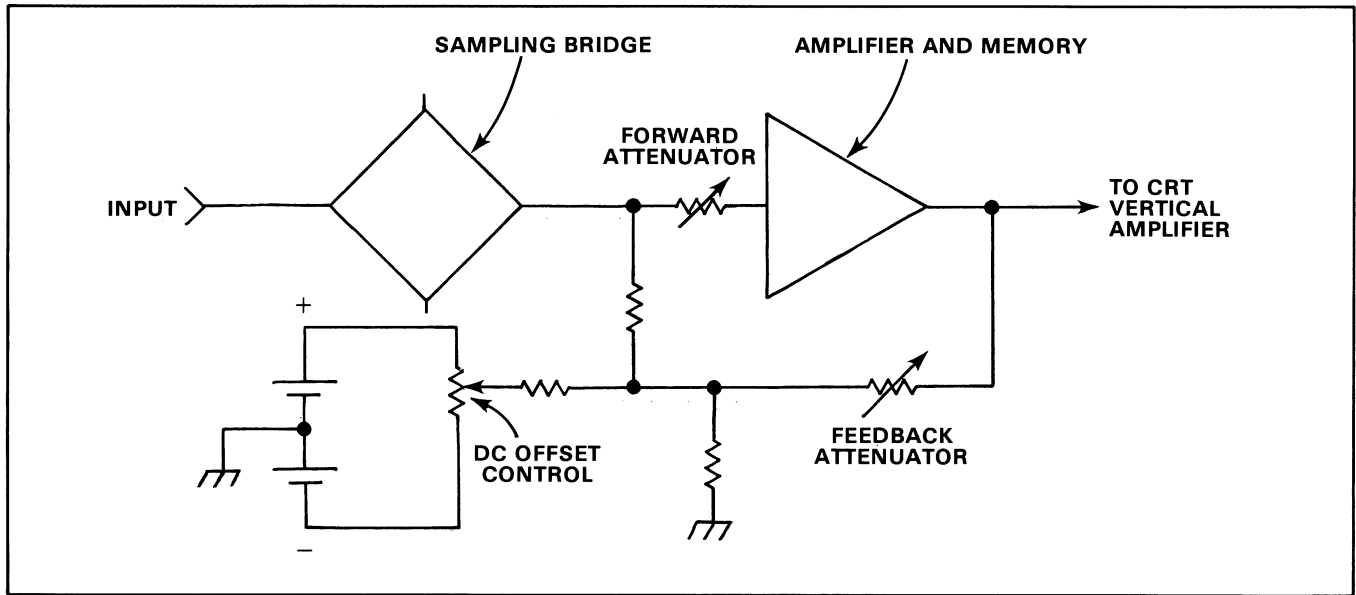 SAMPLING BRIDGE
AMPLIFIER AND MEMORY
FORWARD
ATTENUATOR
INPUT
TO CRT
VERTICAL
AMPLIFIER
+
DC OFFSET
CONTROL
FEEDBACK
ATTENUATOR
−